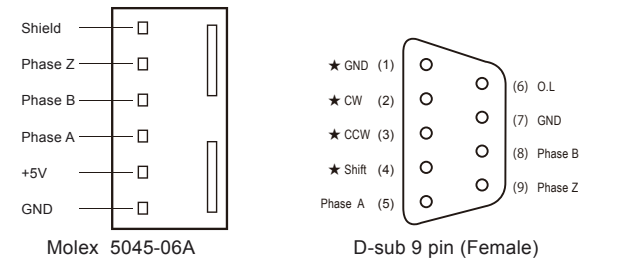 Shield
Phase Z
Phase B
Phase A
+5V
GND
Molex 5045-06A
★ GND (1)
★ CW (2)
★ CCW (3)
★ Shift (4)
Phase A (5)
(6) O.L
(7) GND
(8) Phase B
(9) Phase Z
D-sub 9 pin (Female)